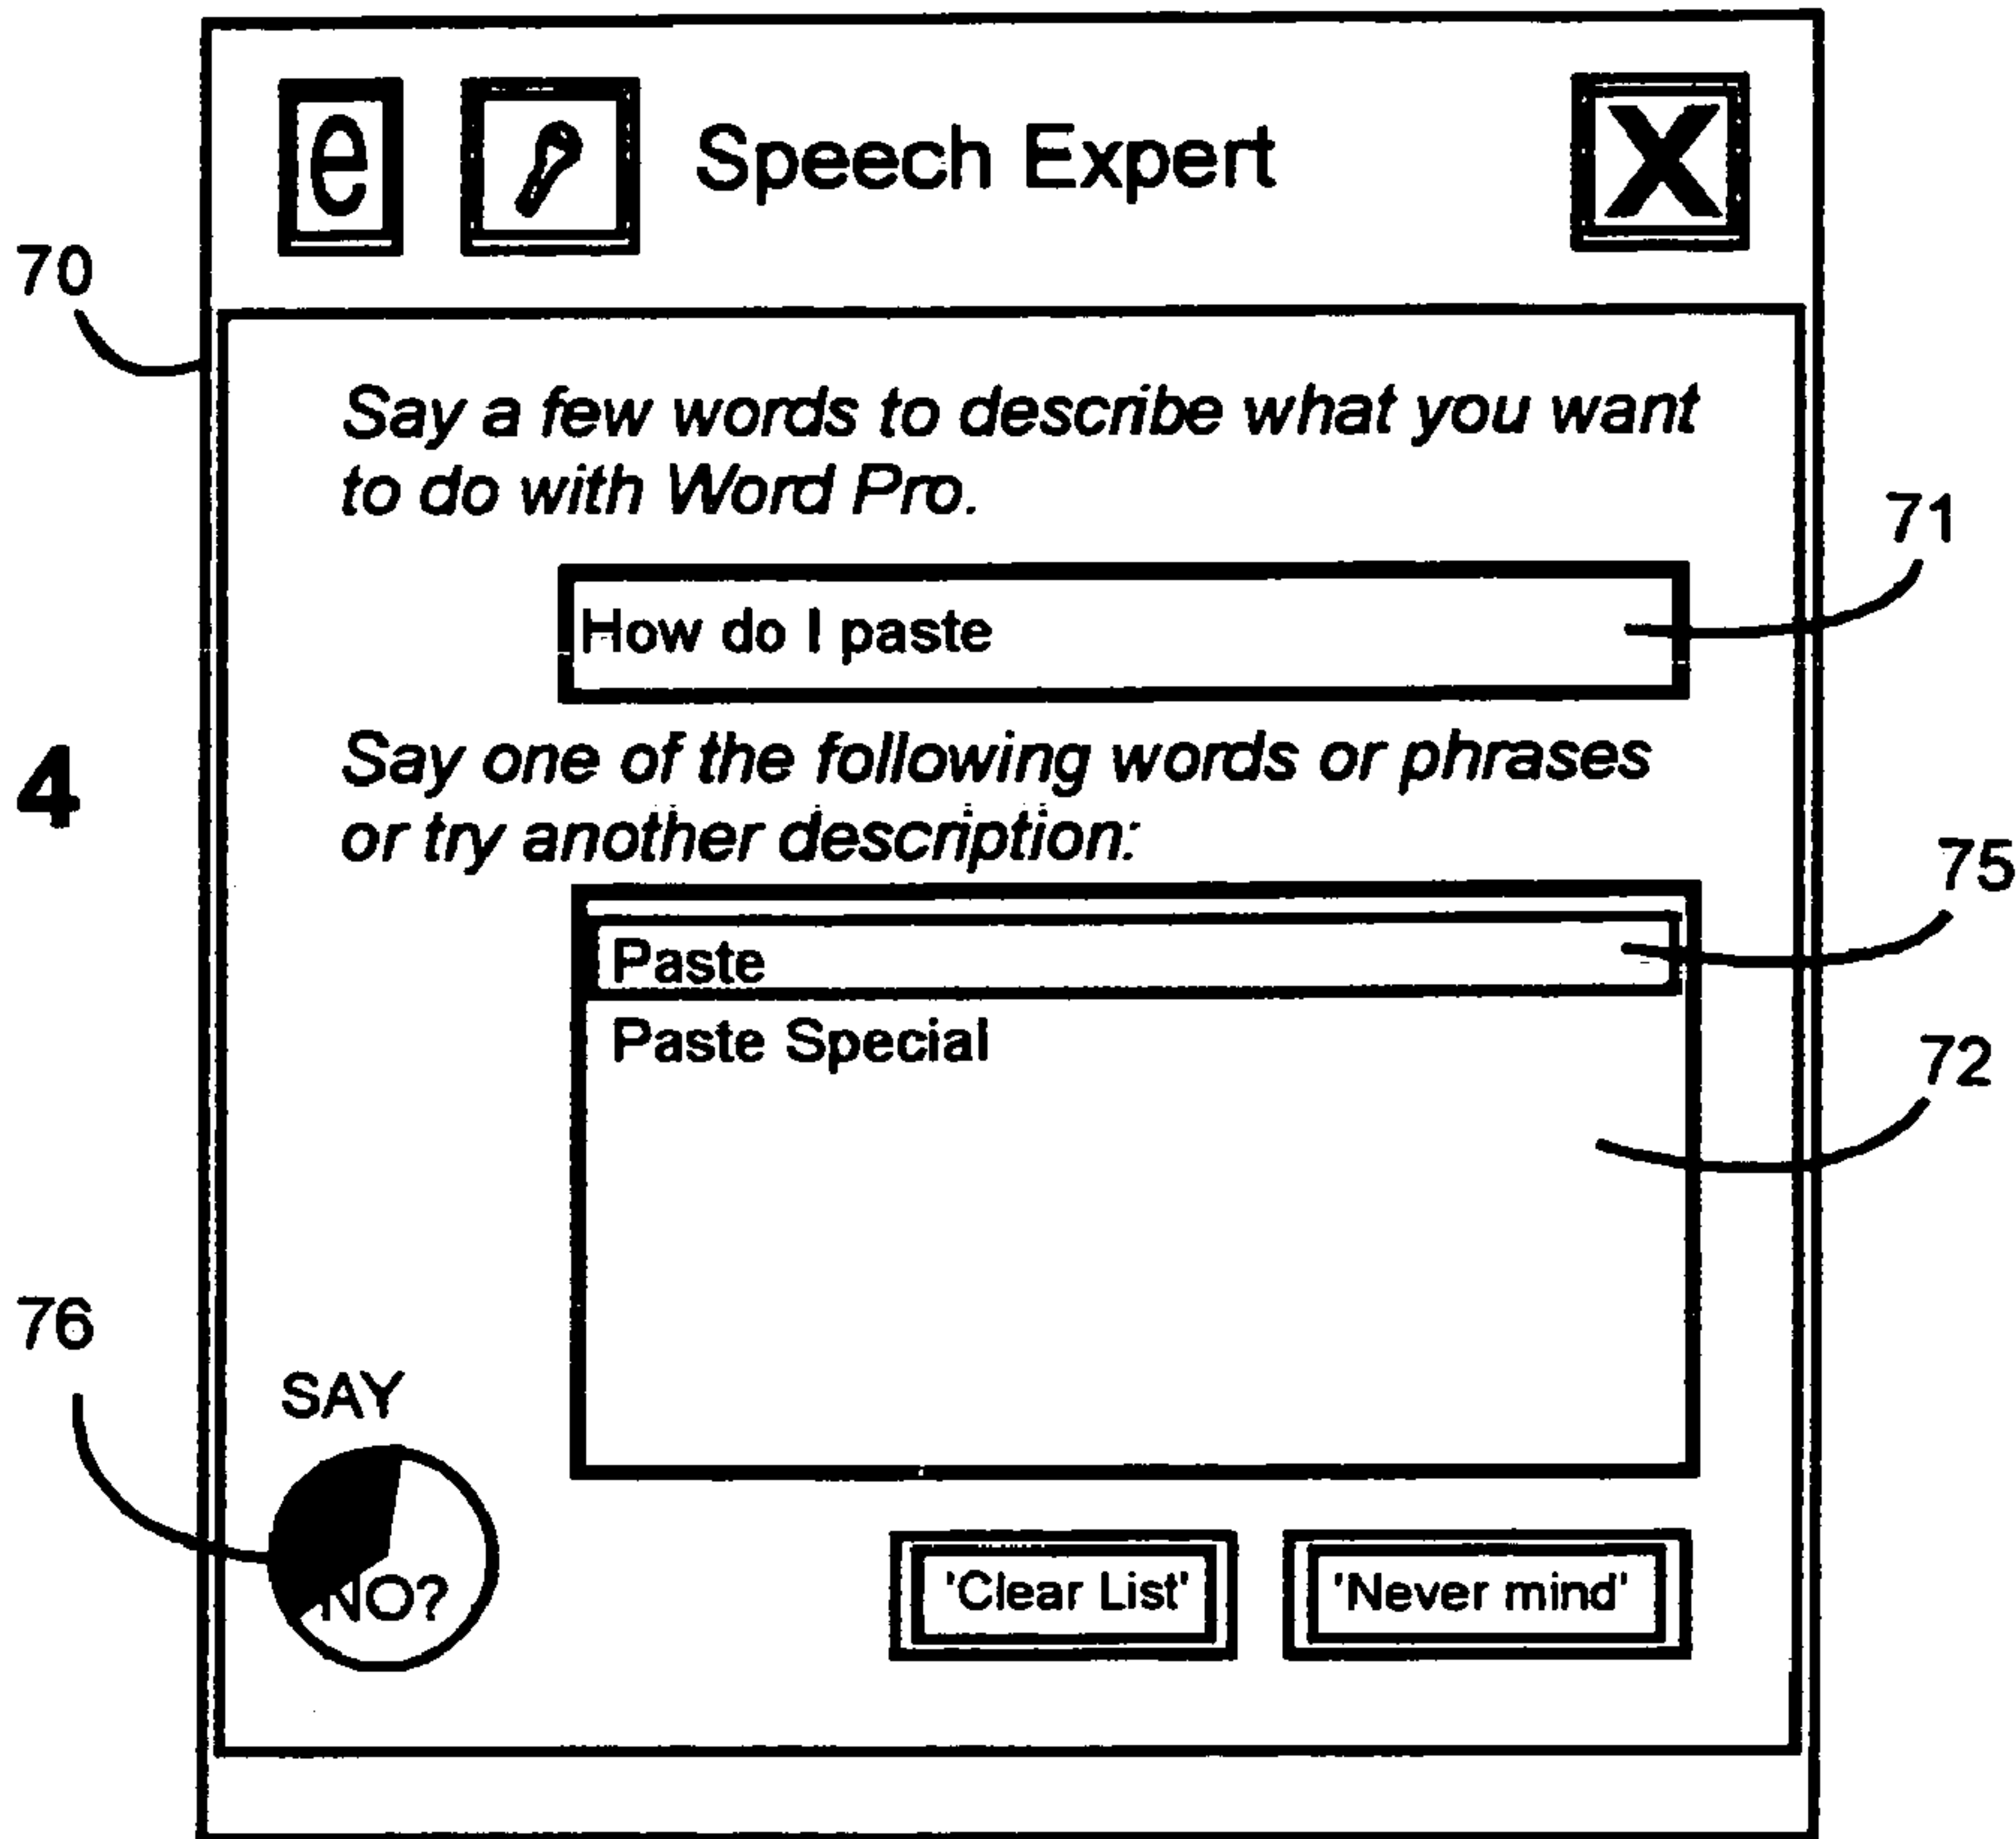 e Speech Expert X
70
Say a few words to describe what you want
to do with Word Pro.
71
How do I paste
4
Say one of the following words or phrases
or try another description:
75
Paste
Paste Special
72
76
SAY
NO?
'Clear List' 'Never mind'